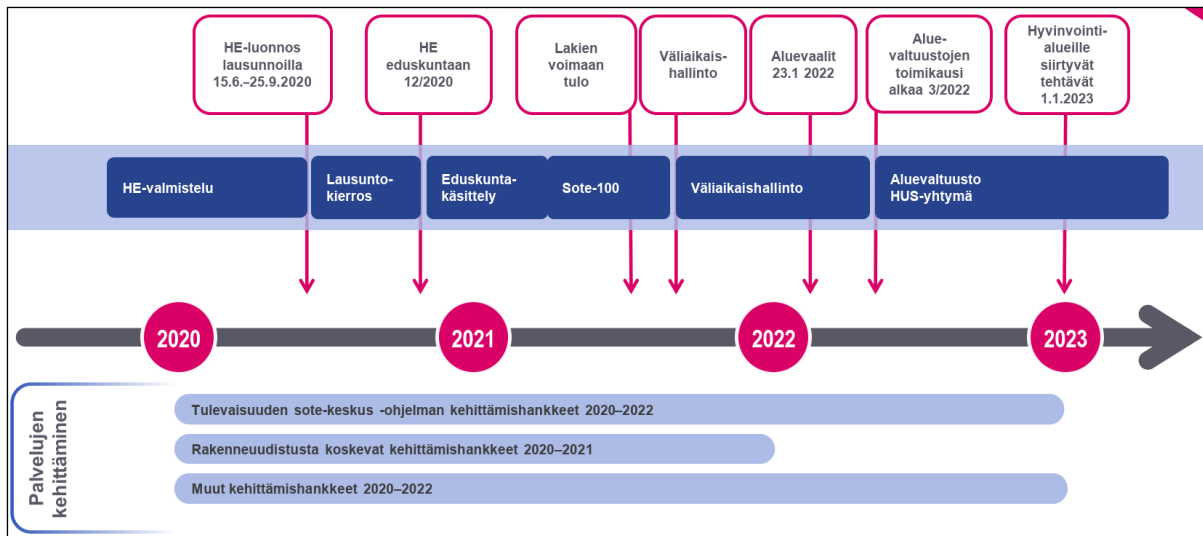 HE-luonnos
lausunnoilla
15.6.–25.9.2020
HE
eduskuntaan
12/2020
Lakien
voimaan
tulo
Väliaikais-
hallinto
Aluevaalit
23.1 2022
Alue-
valtuustojen
toimikausi
alkaa 3/2022
Hyvinvointi-
alueille
siirtyvät
tehtävät
1.1.2023
HE-valmistelu
Lausunto-
kierros
Eduskunta-
käsittely
Sote-100
Väliaikaishallinto
Aluevaltuusto
HUS-yhtymä
2020
2021
2022
2023
Palvelujen
kehittäminen
Tulevaisuuden sote-keskus -ohjelman kehittämishankkeet 2020–2022
Rakenneuudistusta koskevat kehittämishankkeet 2020–2021
Muut kehittämishankkeet 2020–2022